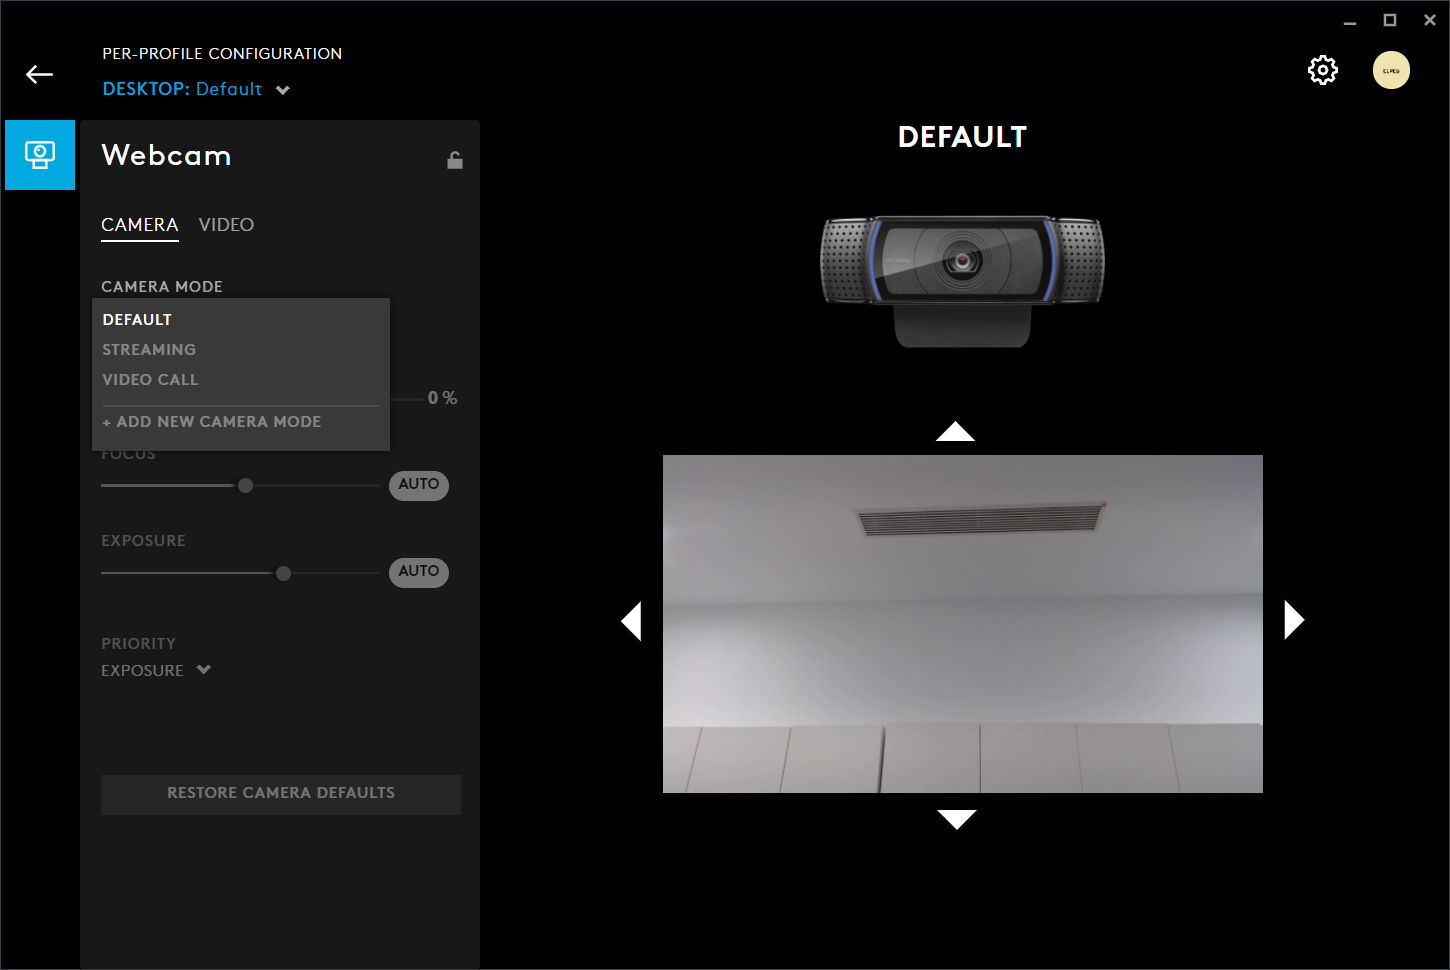 PER-PROFILE CONFIGURATION
DESKTOP: Default
Webcam
CAMERA VIDEO
CAMERA MODE
DEFAULT
STREAMING
VIDEO CALL
0 %
+ ADD NEW CAMERA MODE
FOCUS
AUTO
EXPOSURE
AUTO
PRIORITY
EXPOSURE
RESTORE CAMERA DEFAULTS
DEFAULT